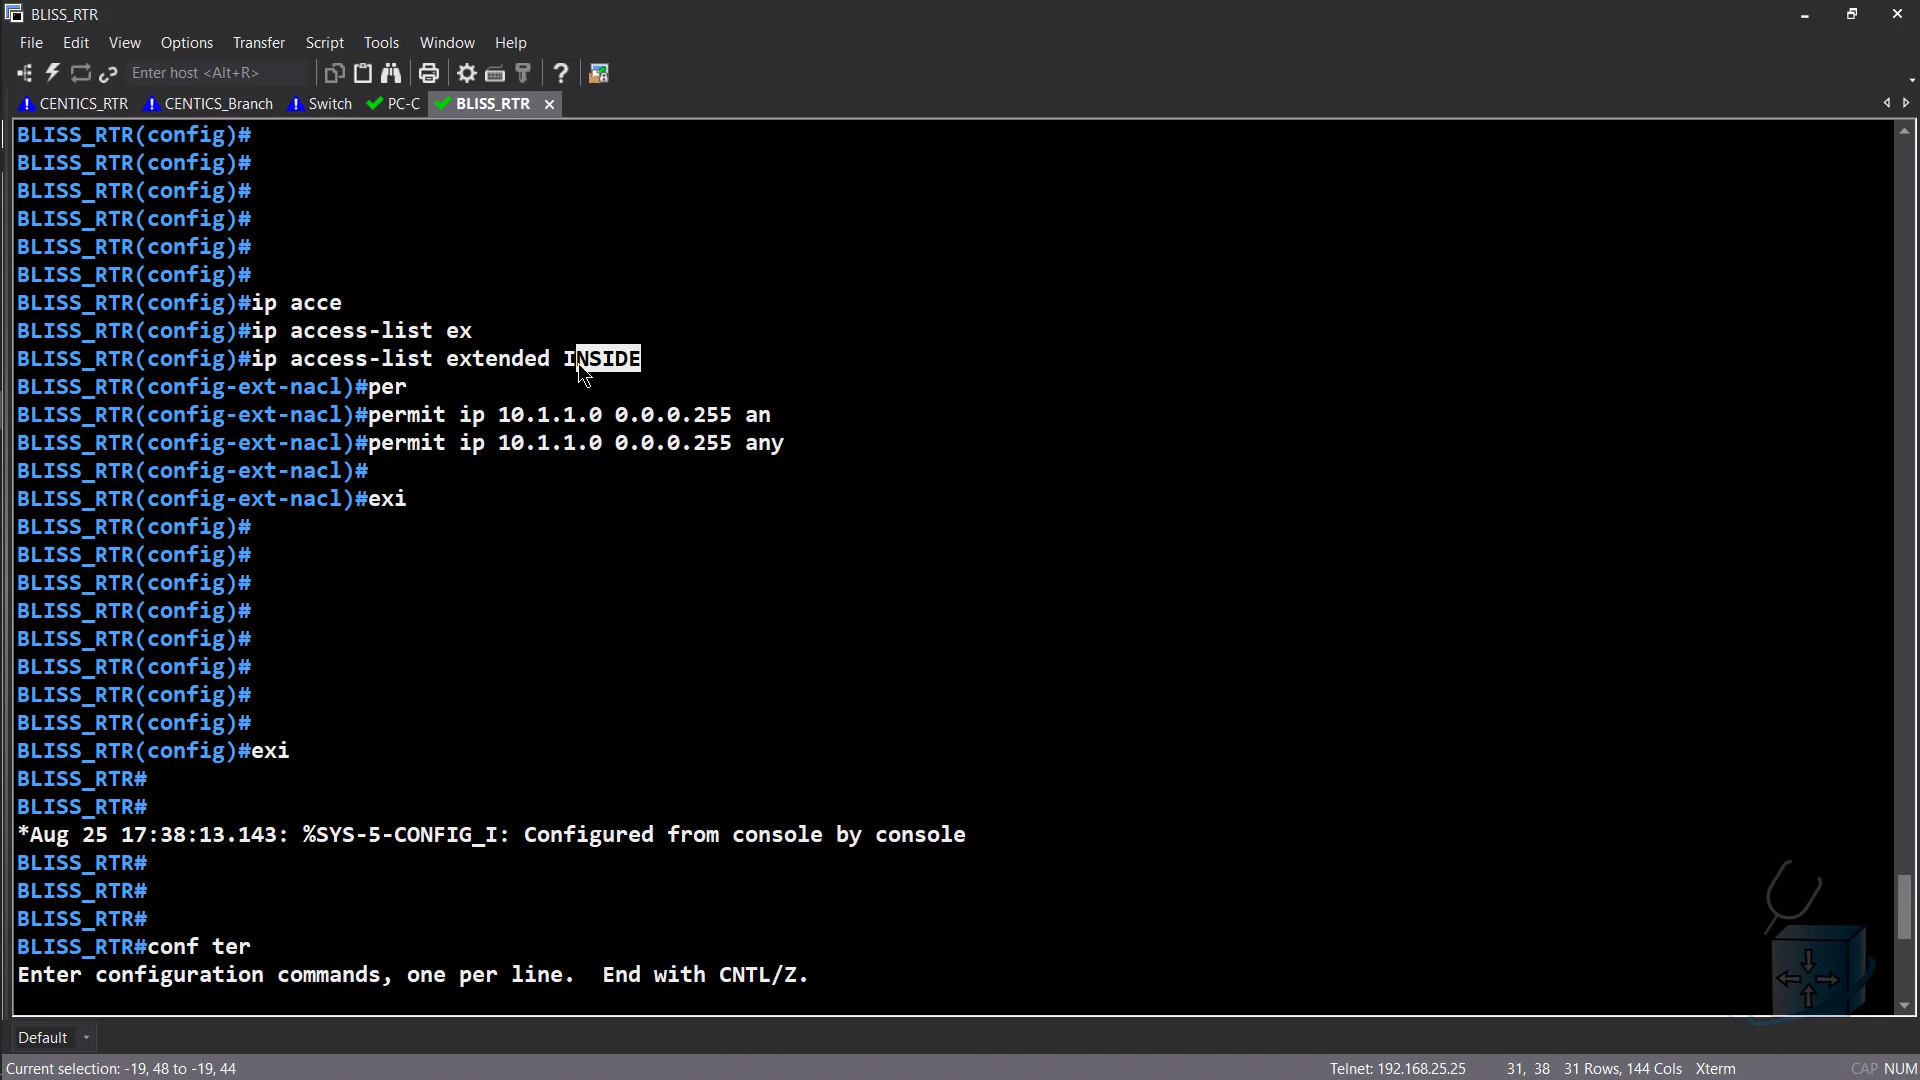 BLISS_RTR
File Edit View Options Transfer Script Tools Window Help
Enter host <Alt+R>
CENTICS_RTR CENTICS_Branch Switch PC-C BLISS_RTR
BLISS_RTR(config)#
BLISS_RTR(config)#
BLISS_RTR(config)#
BLISS_RTR(config)#
BLISS_RTR(config)#
BLISS_RTR(config)#
BLISS_RTR(config)#ip acce
BLISS_RTR(config)#ip access-list ex
BLISS_RTR(config)#ip access-list extended INSIDE
BLISS_RTR(config-ext-nacl)#per
BLISS_RTR(config-ext-nacl)#permit ip 10.1.1.0 0.0.0.255 an
BLISS_RTR(config-ext-nacl)#permit ip 10.1.1.0 0.0.0.255 any
BLISS_RTR(config-ext-nacl)#
BLISS_RTR(config-ext-nacl)#exi
BLISS_RTR(config)#
BLISS_RTR(config)#
BLISS_RTR(config)#
BLISS_RTR(config)#
BLISS_RTR(config)#
BLISS_RTR(config)#
BLISS_RTR(config)#
BLISS_RTR(config)#
BLISS_RTR(config)#exi
BLISS_RTR#
BLISS_RTR#
*Aug 25 17:38:13.143: %SYS-5-CONFIG_I: Configured from console by console
BLISS_RTR#
BLISS_RTR#
BLISS_RTR#
BLISS_RTR#conf ter
Enter configuration commands, one per line.  End with CNTL/Z.
Default
Current selection: -19, 48 to -19, 44 Telnet: 192.168.25.25 31, 38 31 Rows, 144 Cols Xterm CAP NUM